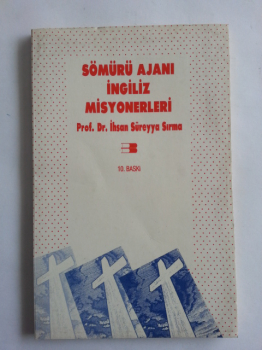 SÖMÜRÜ AJANI
İNGİLİZ
MİSYONERLERİ
Prof. Dr. İhsan Süreyya Sırma
10. BASKI